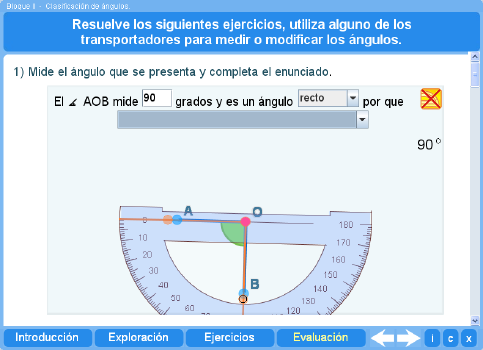 Bloque II - Clasificación de ángulos.
Resuelve los siguientes ejercicios, utiliza alguno de los
transportadores para medir o modificar los ángulos.
1) Mide el ángulo que se presenta y completa el enunciado.
El ∠ AOB mide 90 grados y es un ángulo recto por que
90°
A O
0 180
10 170
20 160
30 150
40 140
50 B 130
60 120
70 110
Introducción Exploración Ejercicios Evaluación i c x